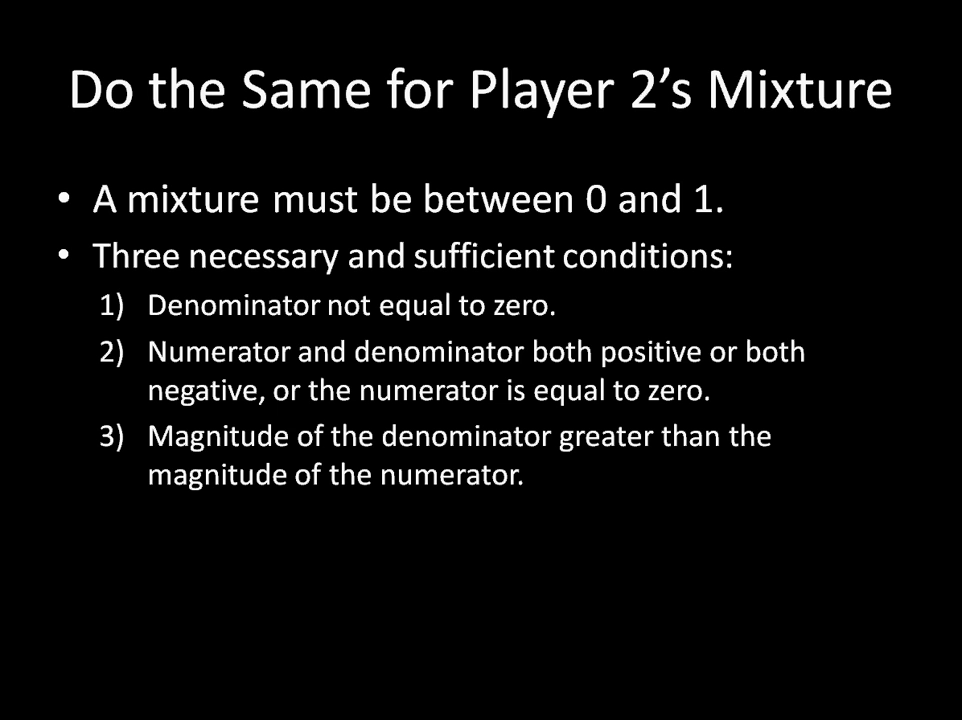 Do the Same for Player 2’s Mixture
• A mixture must be between 0 and 1.
• Three necessary and sufficient conditions:
1) Denominator not equal to zero.
2) Numerator and denominator both positive or both
negative, or the numerator is equal to zero.
3) Magnitude of the denominator greater than the
magnitude of the numerator.